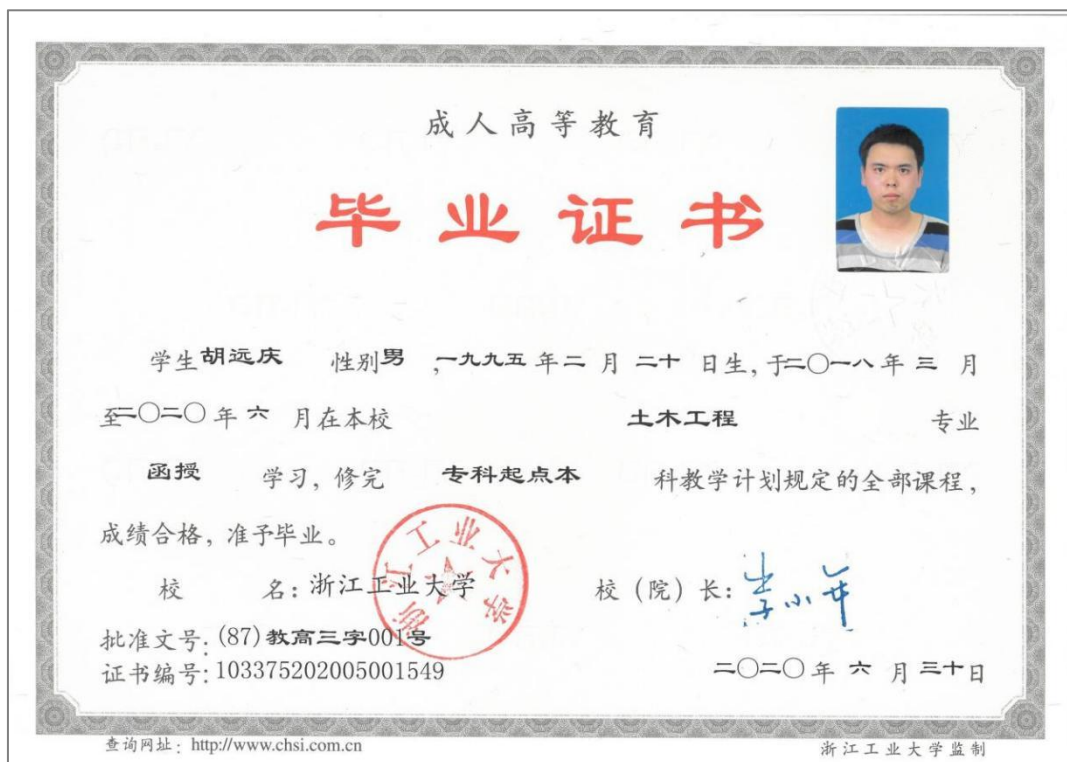 成人高等教育
毕业证书
学生胡远庆 性别男，一九九五年二月二十日生，于二〇一八年三月
至二〇二〇年六月在本校 土木工程 专业
函授 学习，修完 专科起点本 科教学计划规定的全部课程，
成绩合格，准予毕业。
校 名：浙江工业大学
浙江工业大学
校（院）长：
批准文号：(87)教高三字001号
证书编号：103375202005001549
二〇二〇年六月三十日
查询网址：http://www.chsi.com.cn
浙江工业大学监制